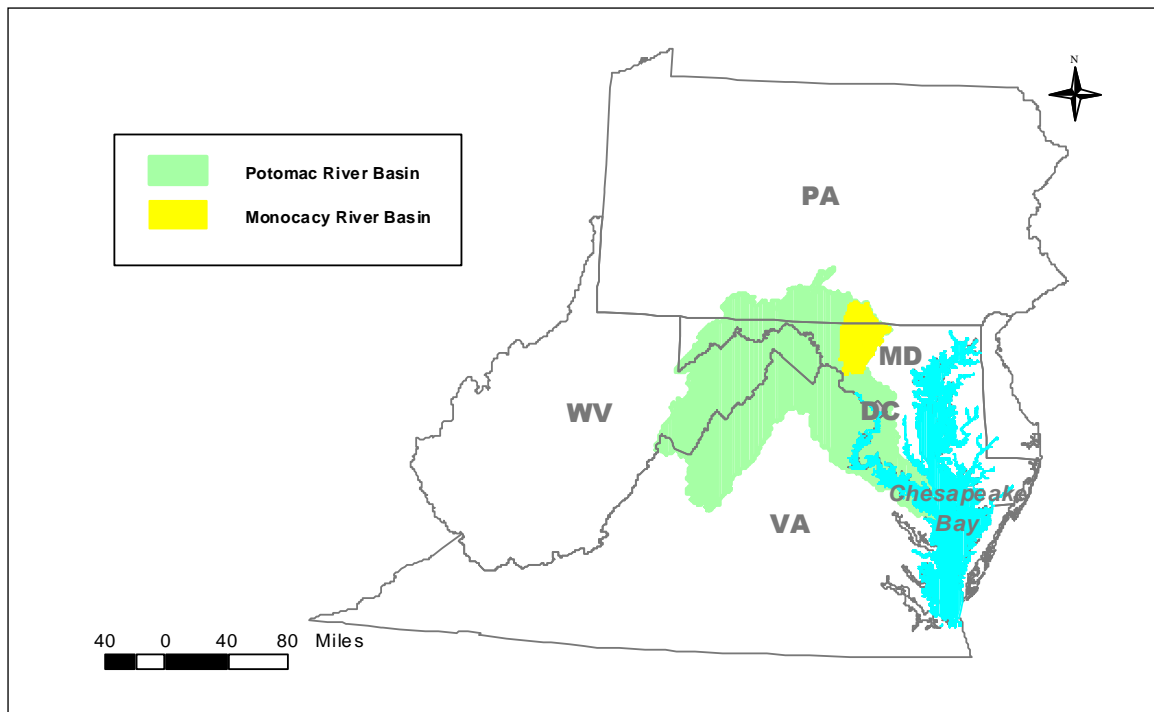 N
Potomac River Basin
Monocacy River Basin
PA
MD
WV
DC
Chesapeake
Bay
VA
40 0 40 80 Miles